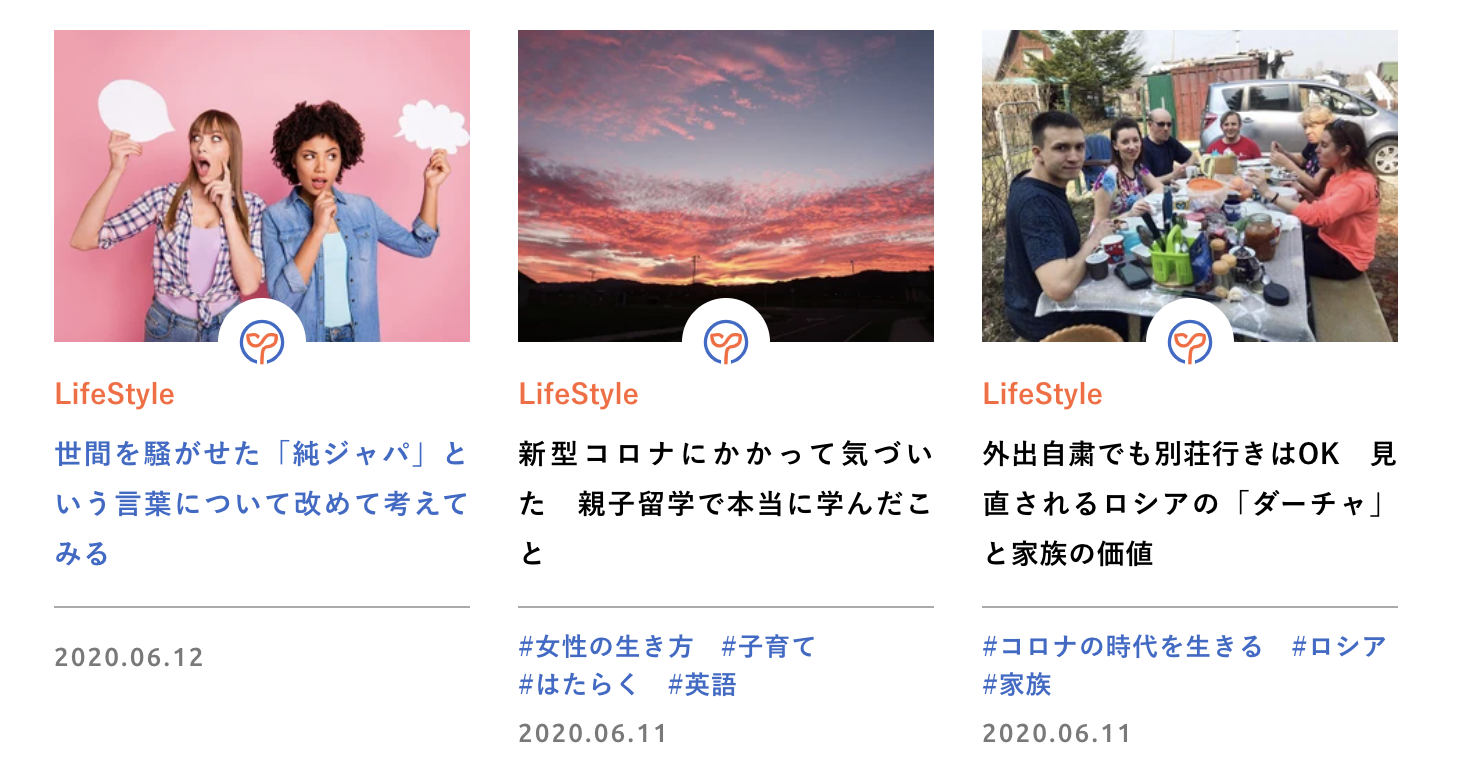 LifeStyle
世間を騒がせた「純ジャパ」と
いう言葉について改めて考えて
みる
2020.06.12
LifeStyle
新型コロナにかかって気づい
た　親子留学で本当に学んだこ
と
#女性の生き方　#子育て
#はたらく　#英語
2020.06.11
LifeStyle
外出自粛でも別荘行きはOK　見
直されるロシアの「ダーチャ」
と家族の価値
#コロナの時代を生きる　#ロシア
#家族
2020.06.11